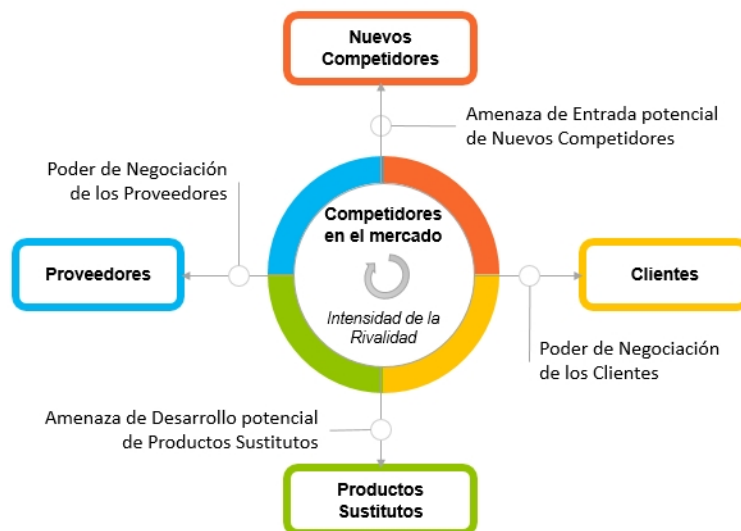 Nuevos
Competidores
Amenaza de Entrada potencial
de Nuevos Competidores
Poder de Negociación
de los Proveedores
Competidores
en el mercado
Proveedores
Clientes
Intensidad de la
Rivalidad
Poder de Negociación
de los Clientes
Amenaza de Desarrollo potencial
de Productos Sustitutos
Productos
Sustitutos